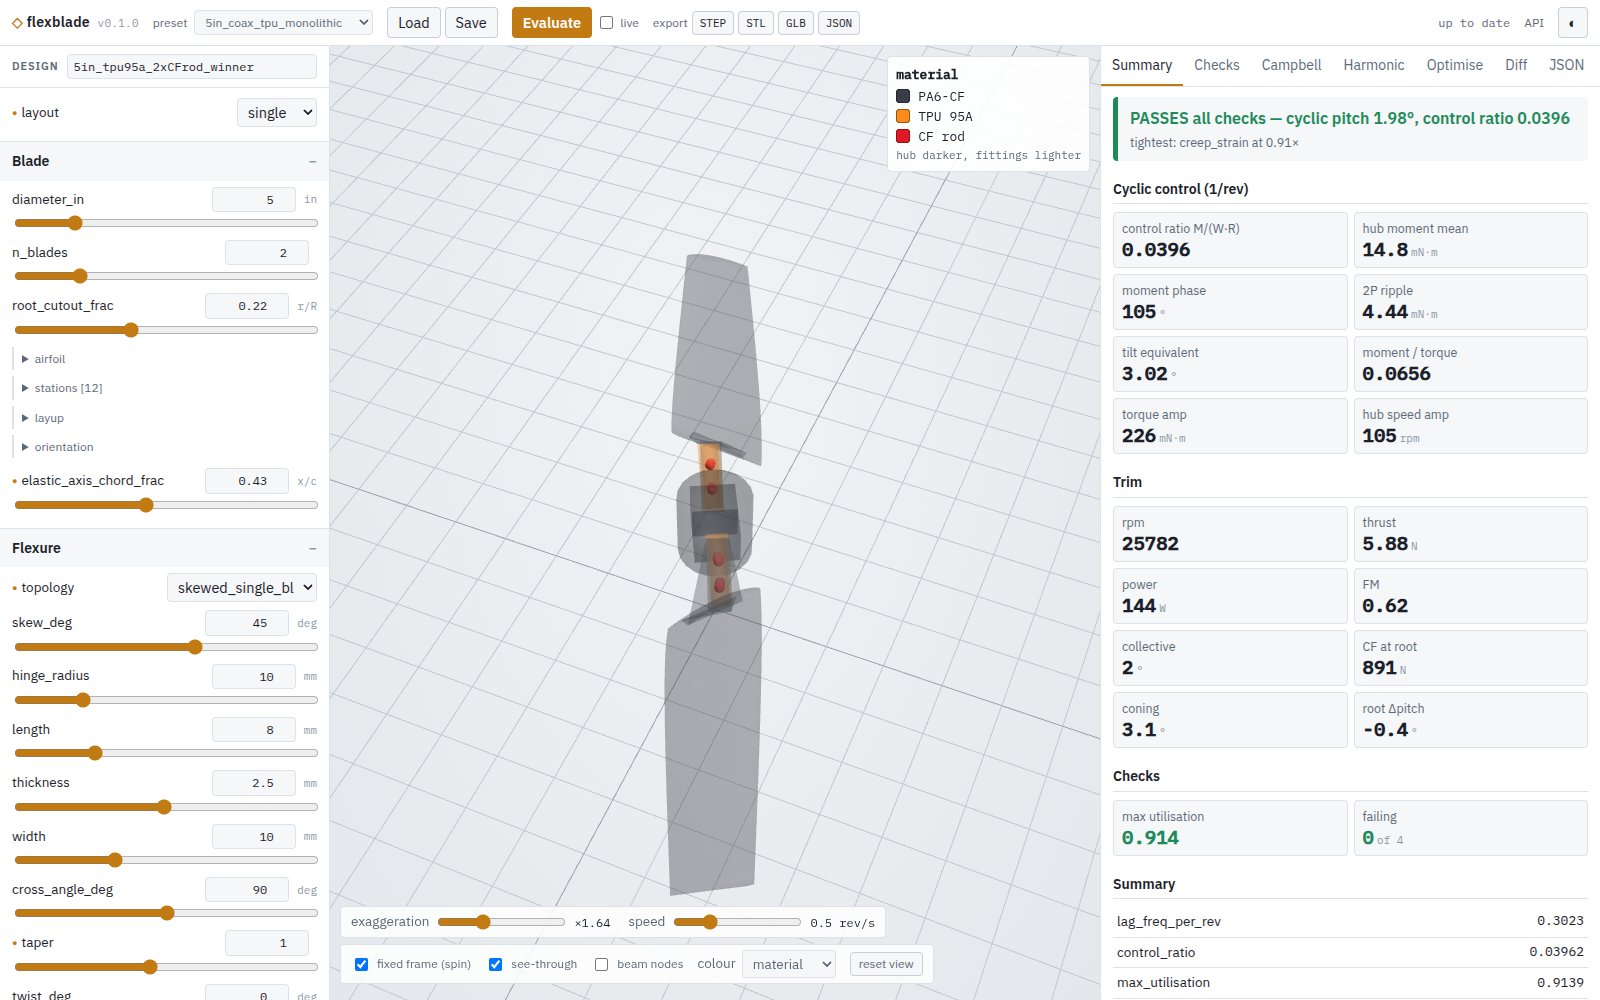 flexblade v0.1.0 preset 5in_coax_tpu_monolithic Load Save Evaluate live export STEP STL GLB JSON up to date API
DESIGN 5in_tpu95a_2xCFrod_winner
layout single
Blade −
diameter_in 5 in
n_blades 2
root_cutout_frac 0.22 r/R
airfoil
stations [12]
layup
orientation
elastic_axis_chord_frac 0.43 x/c
Flexure −
topology skewed_single_bl
skew_deg 45 deg
hinge_radius 10 mm
length 8 mm
thickness 2.5 mm
width 10 mm
cross_angle_deg 90 deg
taper 1
twist_deg 0 deg
material
PA6-CF
TPU 95A
CF rod
hub darker, fittings lighter
exaggeration ×1.64 speed 0.5 rev/s
fixed frame (spin) see-through beam nodes colour material reset view
Summary Checks Campbell Harmonic Optimise Diff JSON
PASSES all checks — cyclic pitch 1.98°, control ratio 0.0396
tightest: creep_strain at 0.91×
Cyclic control (1/rev)
control ratio M/(W·R) hub moment mean
0.0396 14.8 mN·m
moment phase 2P ripple
105 ° 4.44 mN·m
tilt equivalent moment / torque
3.02 ° 0.0656
torque amp hub speed amp
226 mN·m 105 rpm
Trim
rpm thrust
25782 5.88 N
power FM
144 W 0.62
collective CF at root
2 ° 891 N
coning root Δpitch
3.1 ° -0.4 °
Checks
max utilisation failing
0.914 0 of 4
Summary
lag_freq_per_rev 0.3023
control_ratio 0.03962
max_utilisation 0.9139